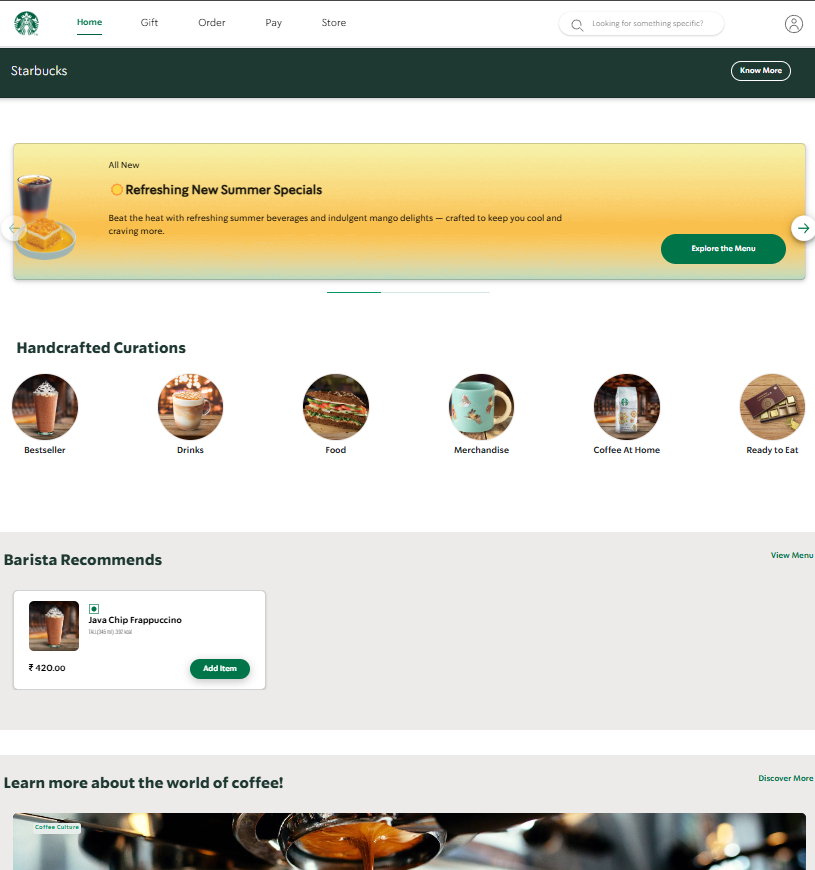 Home Gift Order Pay Store Looking for something specific?
Starbucks Know More
All New
Refreshing New Summer Specials
Beat the heat with refreshing summer beverages and indulgent mango delights — crafted to keep you cool and
craving more.
Explore the Menu
Handcrafted Curations
Bestseller Drinks Food Merchandise Coffee At Home Ready to Eat
Barista Recommends View Menu
Java Chip Frappuccino
TALL(345 ml). 392 kcal
₹ 420.00 Add Item
Learn more about the world of coffee! Discover More
Coffee Culture